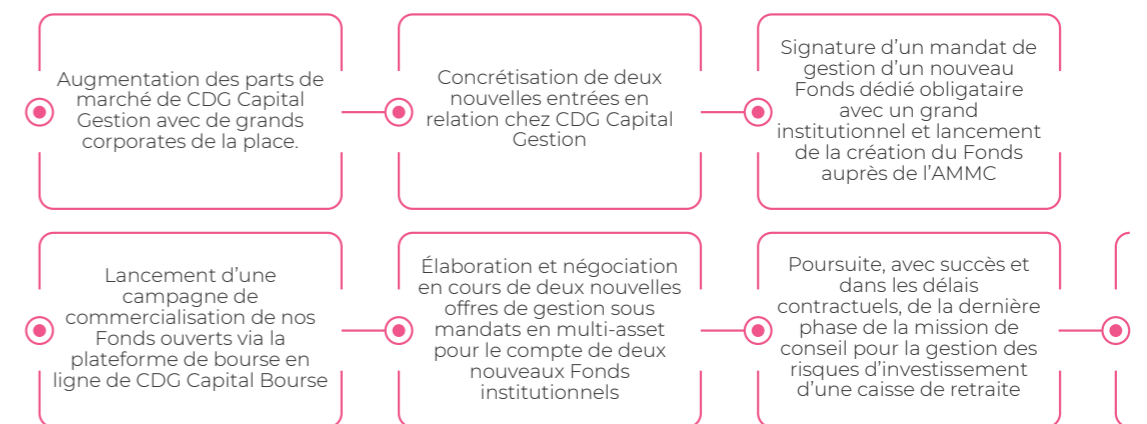 Augmentation des parts de
marché de CDG Capital
Gestion avec de grands
corporates de la place.
Concrétisation de deux
nouvelles entrées en
relation chez CDG Capital
Gestion
Signature d’un mandat de
gestion d’un nouveau
Fonds dédié obligataire
avec un grand
institutionnel et lancement
de la création du Fonds
auprès de l’AMMC
Lancement d’une
campagne de
commercialisation de nos
Fonds ouverts via la
plateforme de bourse en
ligne de CDG Capital Bourse
Élaboration et négociation
en cours de deux nouvelles
offres de gestion sous
mandats en multi-asset
pour le compte de deux
nouveaux Fonds
institutionnels
Poursuite, avec succès et
dans les délais
contractuels, de la dernière
phase de la mission de
conseil pour la gestion des
risques d’investissement
d’une caisse de retraite